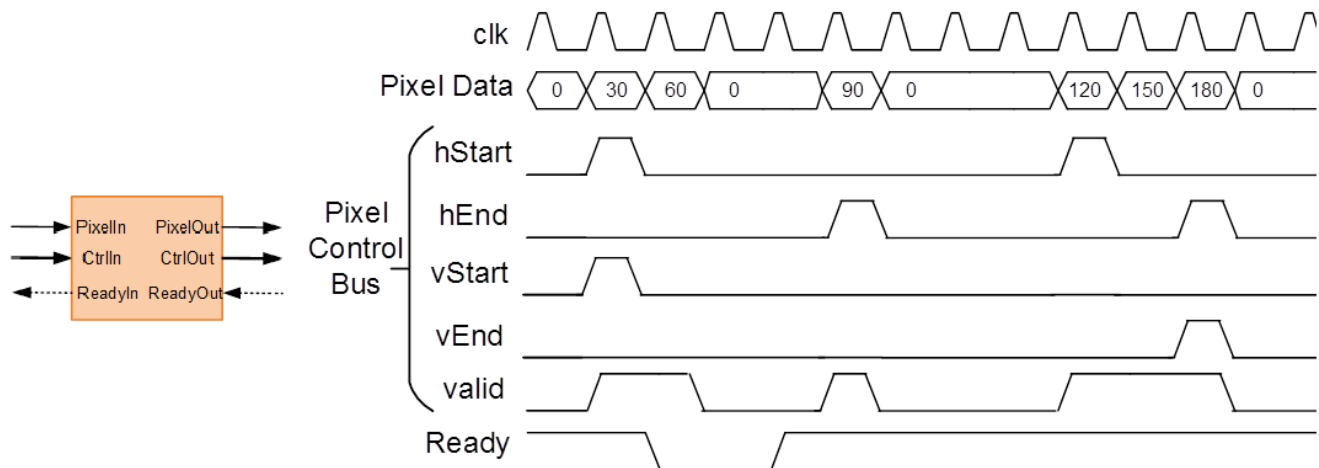 clk
Pixel Data 0 30 60 0 90 0 120 150 180 0
hStart
hEnd
Pixel
Control
Bus
vStart
vEnd
valid
Ready
PixelIn PixelOut
CtrlIn CtrlOut
ReadyIn ReadyOut